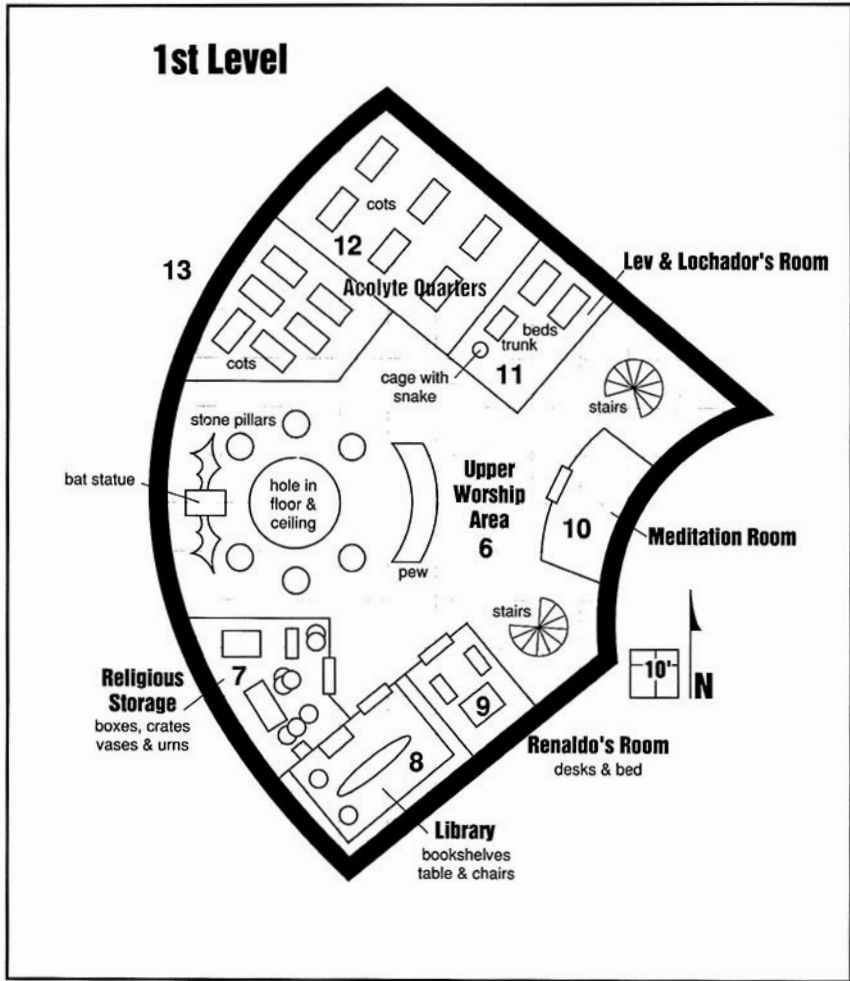 1st Level
cots
12
13
Acolyte Quarters
Lev & Lochador's Room
beds
trunk
cots
cage with
snake
11
stairs
stone pillars
bat statue
hole in
floor &
ceiling
Upper
Worship
Area
6
10
Meditation Room
pew
stairs
10'
N
Religious
Storage
boxes, crates
vases & urns
7
9
8
Renaldo's Room
desks & bed
Library
bookshelves
table & chairs